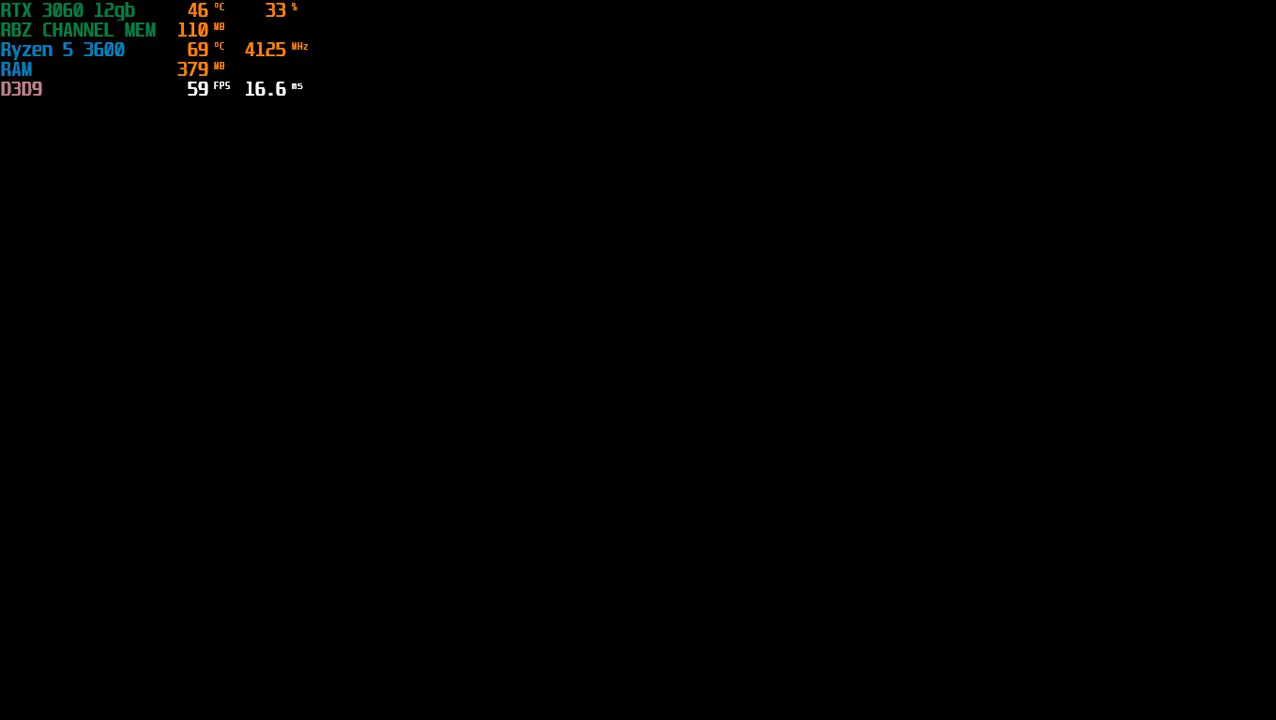 RTX 3060 12gb 46 °C 33 %
RBZ CHANNEL MEM 110 MB
Ryzen 5 3600 69 °C 4125 MHz
RAM 379 MB
D3D9 59 FPS 16.6 ms